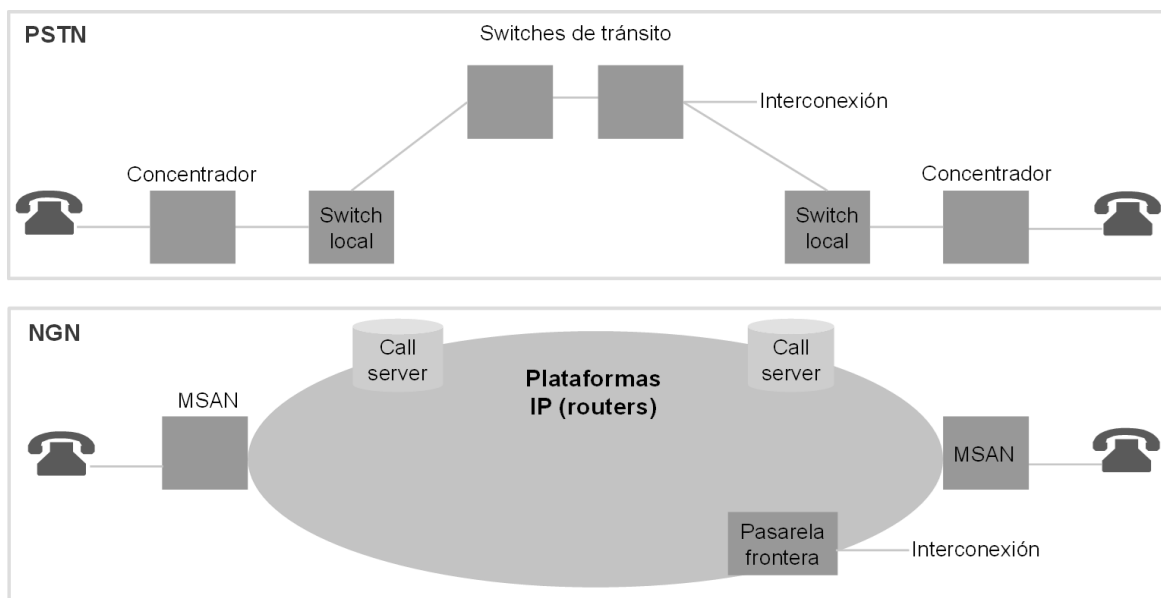 PSTN
Switches de tránsito
Interconexión
Concentrador
Concentrador
Switch
local
Switch
local
NGN
Call
server
Call
server
Plataformas
IP (routers)
MSAN
MSAN
Pasarela
frontera
Interconexión